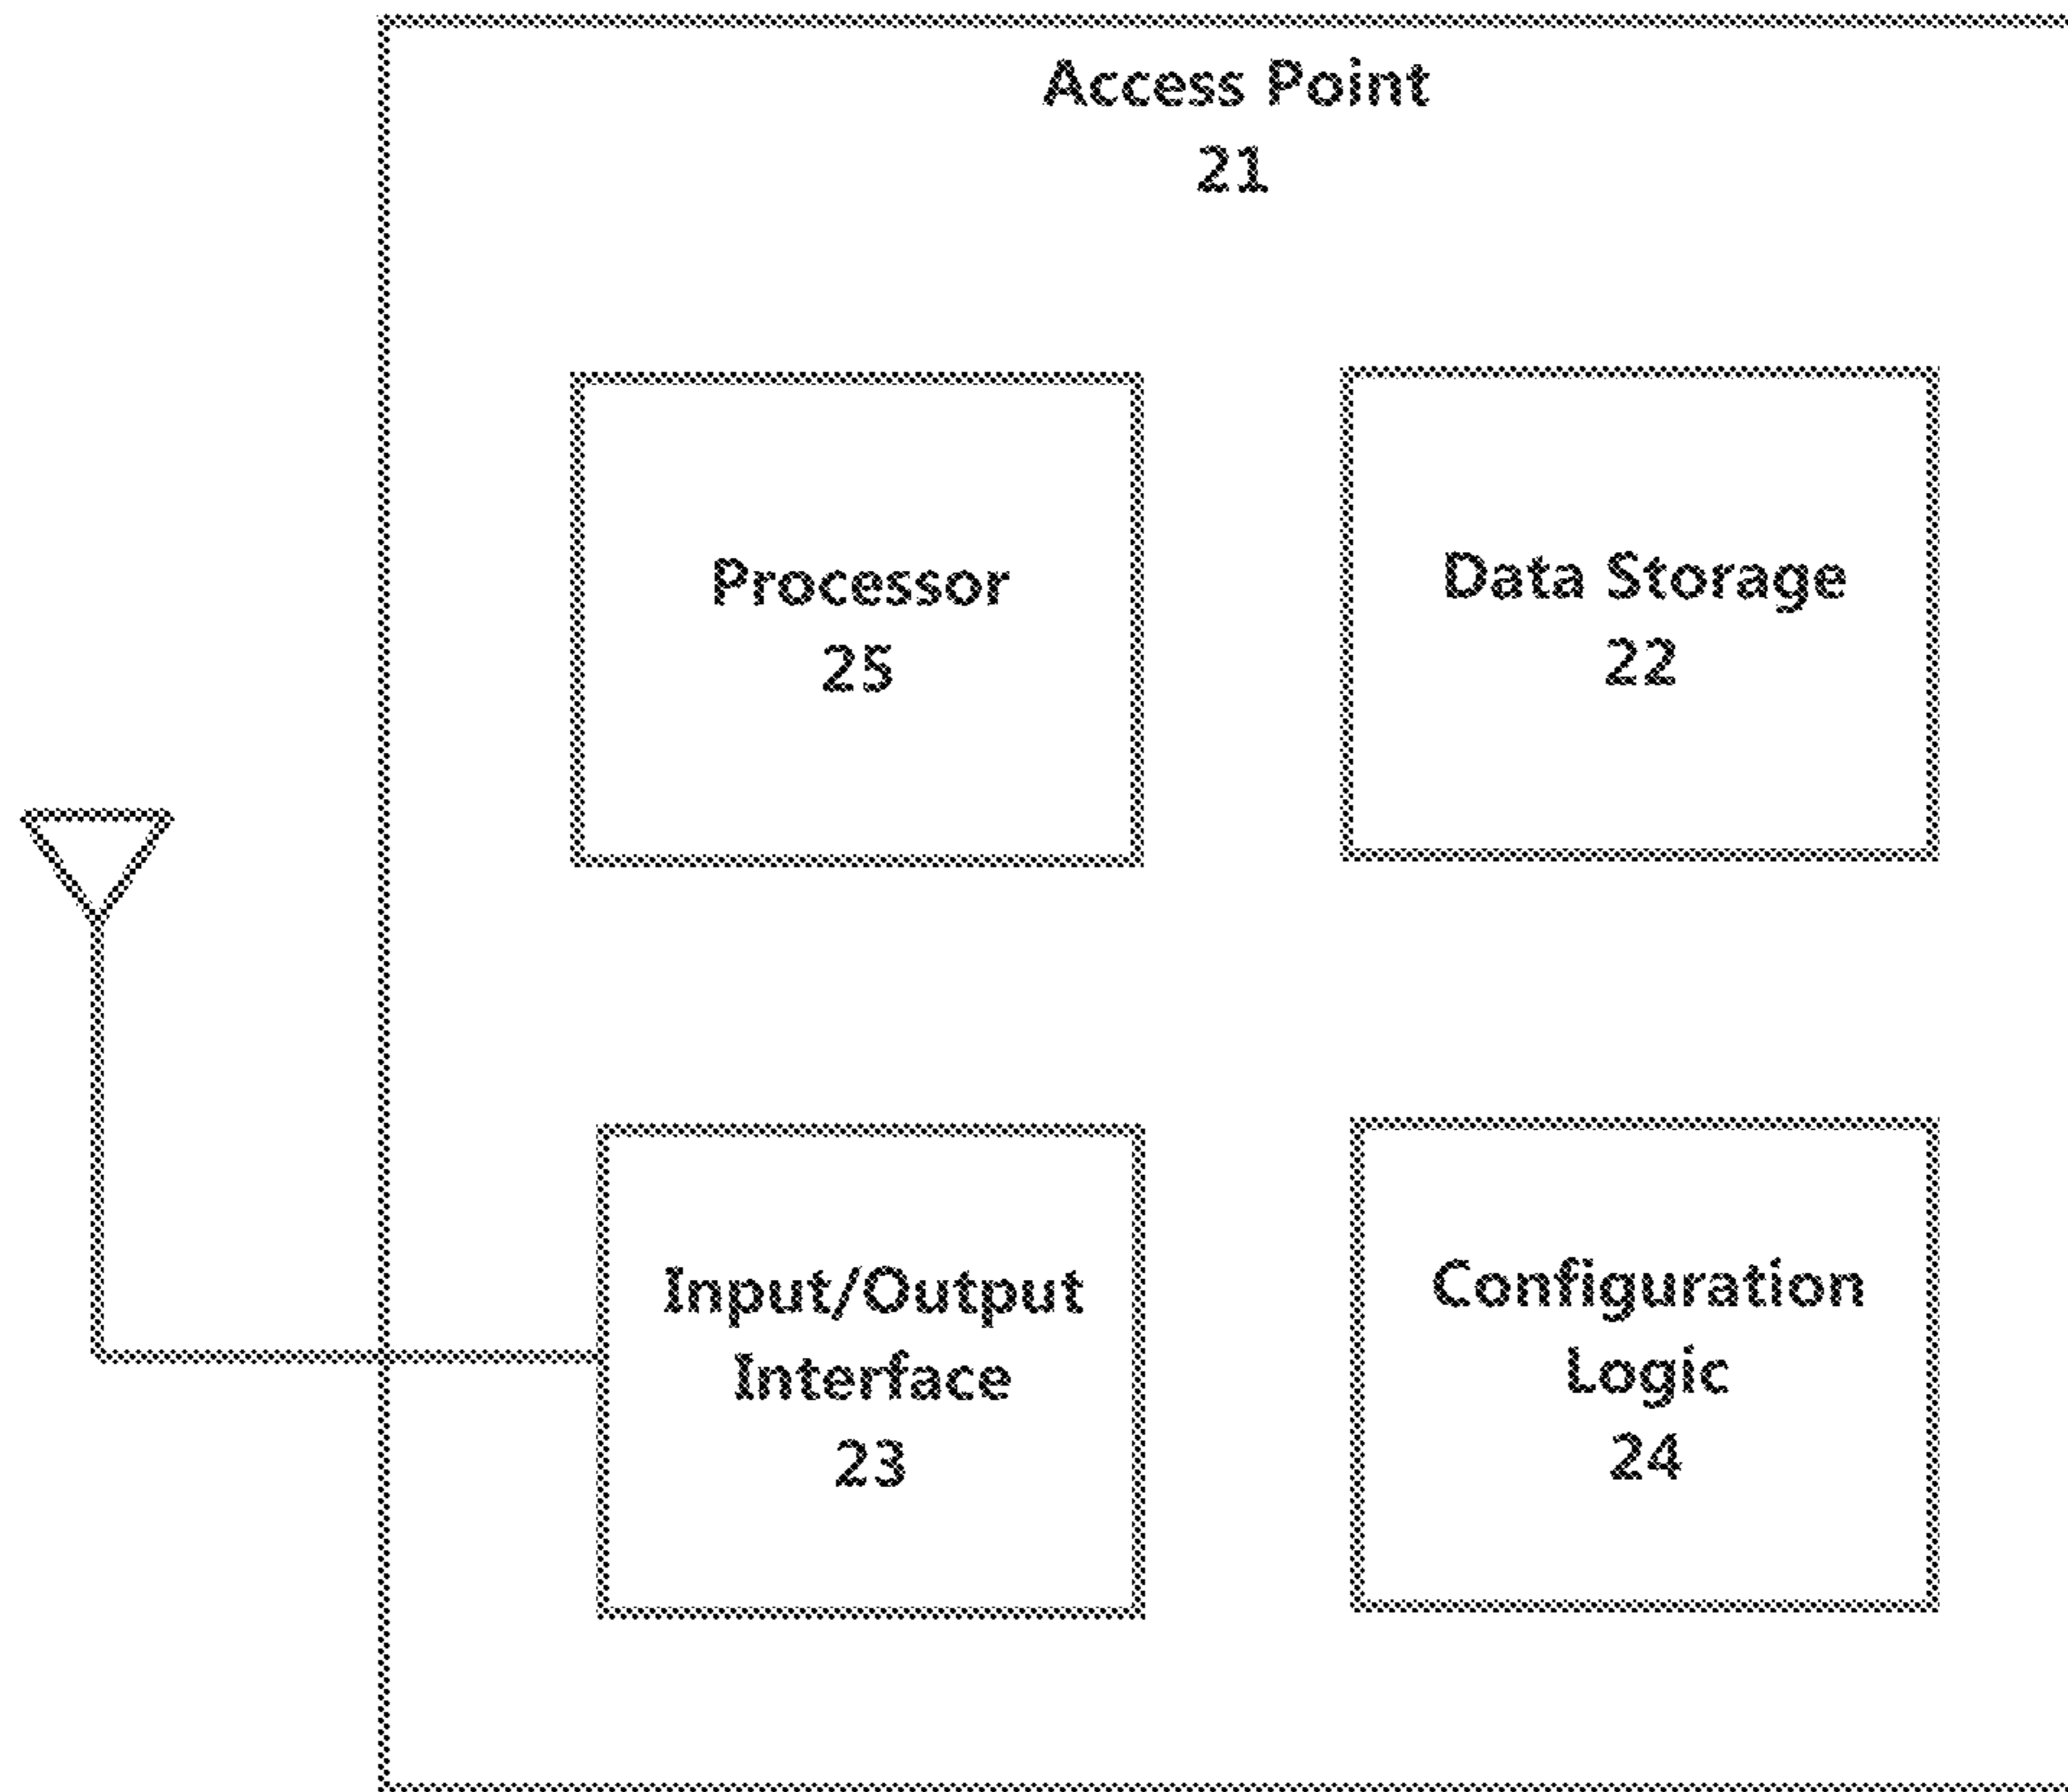 Access Point
21
Processor
25
Data Storage
22
Input/Output
Interface
23
Configuration
Logic
24